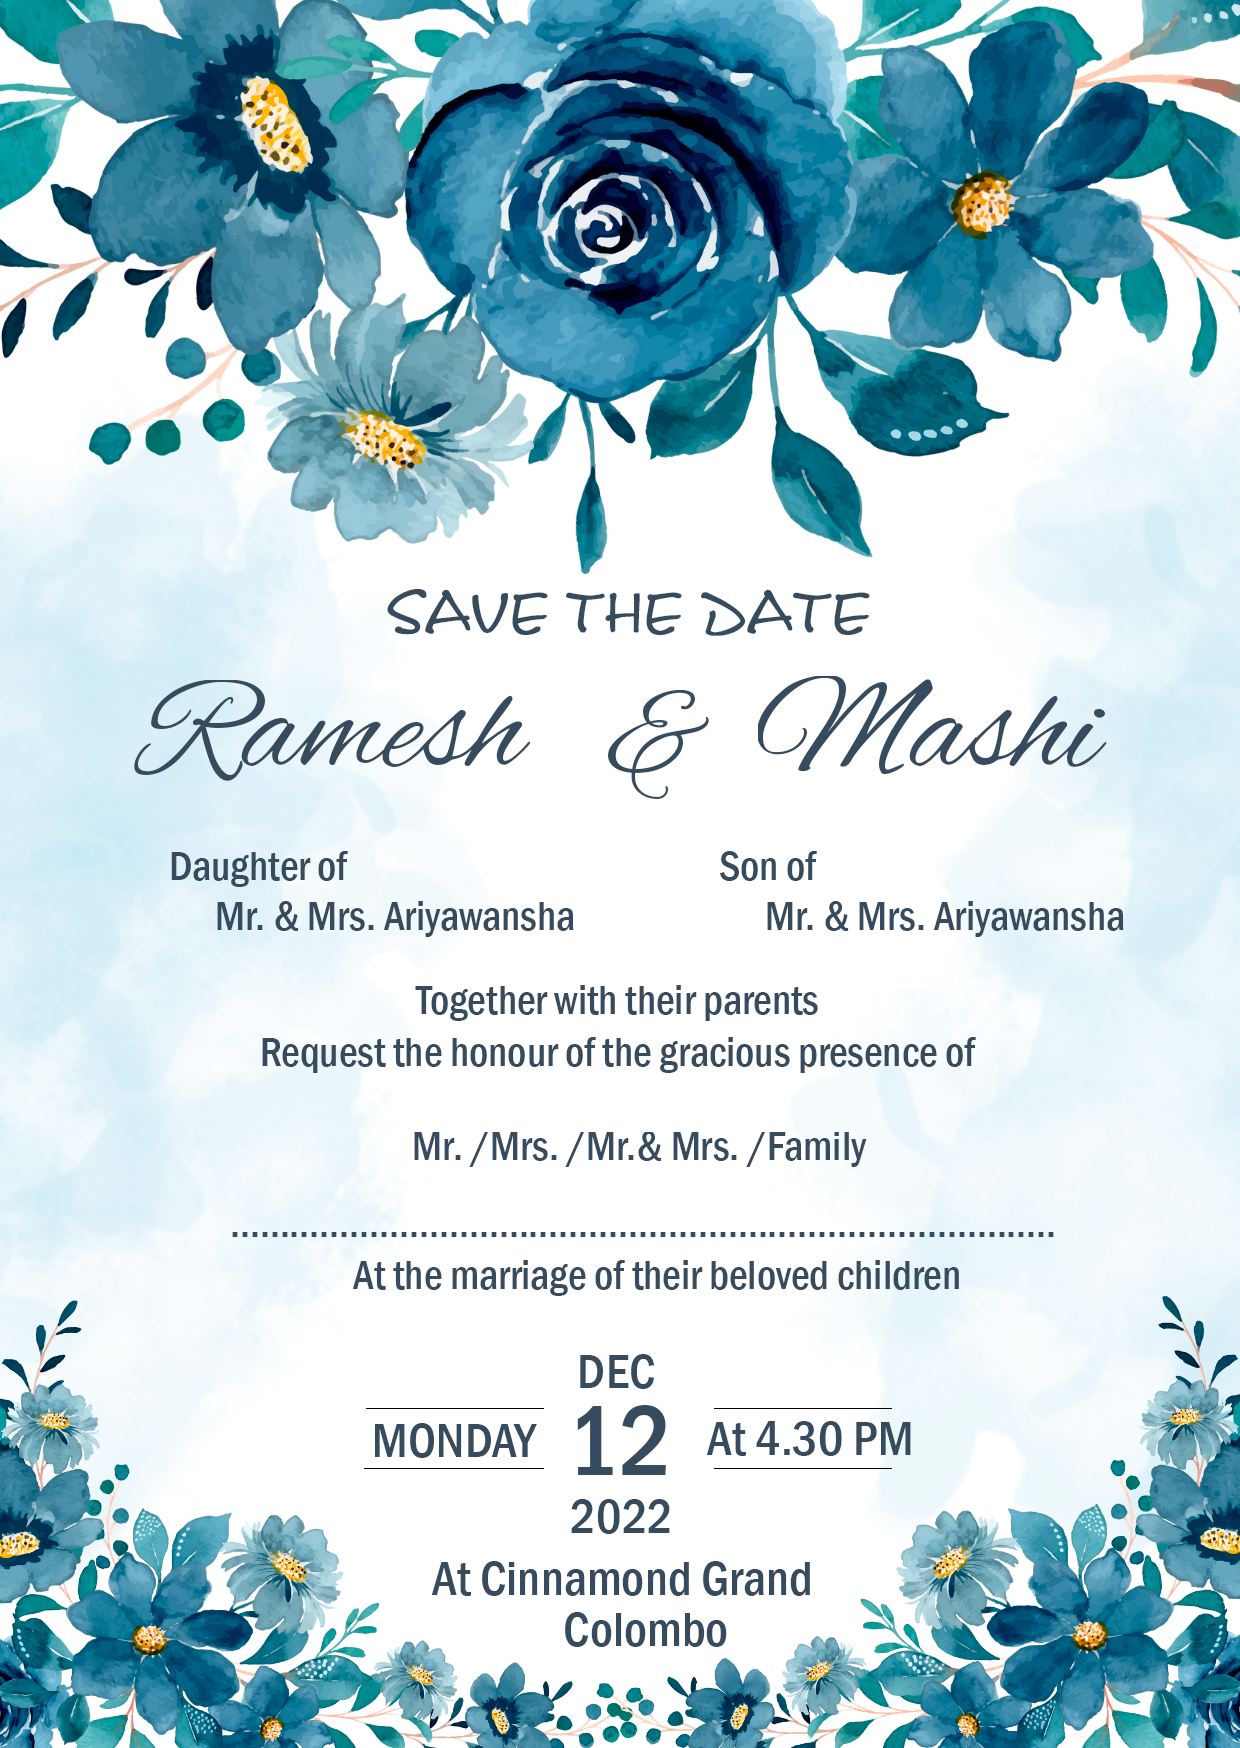 SAVE THE DATE
Ramesh & Mashi
Daughter of
Mr. & Mrs. Ariyawansha
Son of
Mr. & Mrs. Ariyawansha
Together with their parents
Request the honour of the gracious presence of
Mr. /Mrs. /Mr.& Mrs. /Family
...................................................................................
At the marriage of their beloved children
DEC
MONDAY 12 At 4.30 PM
2022
At Cinnamond Grand
Colombo